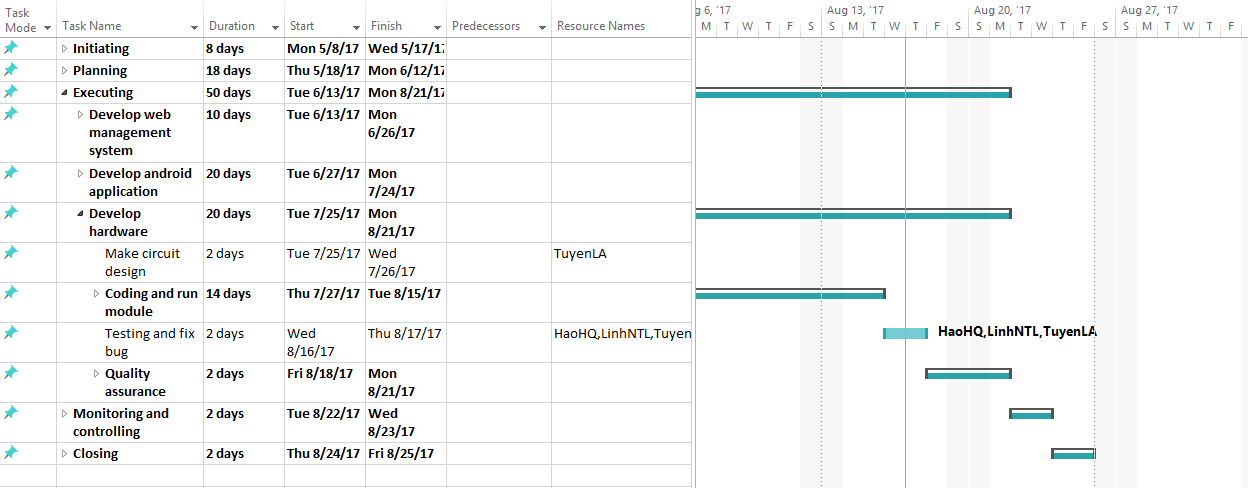 Task Mode Task Name Duration Start Finish Predecessors Resource Names
g 6, '17 Aug 13, '17 Aug 20, '17 Aug 27, '17
M T W T F S S M T W T F S S M T W T F S S M T W T F
Initiating 8 days Mon 5/8/17 Wed 5/17/17
Planning 18 days Thu 5/18/17 Mon 6/12/17
Executing 50 days Tue 6/13/17 Mon 8/21/17
Develop web 10 days Tue 6/13/17 Mon
management 6/26/17
system
Develop android 20 days Tue 6/27/17 Mon
application 7/24/17
Develop 20 days Tue 7/25/17 Mon
hardware 8/21/17
Make circuit 2 days Tue 7/25/17 Wed TuyenLA
design 7/26/17
Coding and run 14 days Thu 7/27/17 Tue 8/15/17
module
Testing and fix 2 days Wed Thu 8/17/17 HaoHQ,LinhNTL,Tuyen HaoHQ,LinhNTL,TuyenLA
bug 8/16/17
Quality 2 days Fri 8/18/17 Mon
assurance 8/21/17
Monitoring and 2 days Tue 8/22/17 Wed
controlling 8/23/17
Closing 2 days Thu 8/24/17 Fri 8/25/17